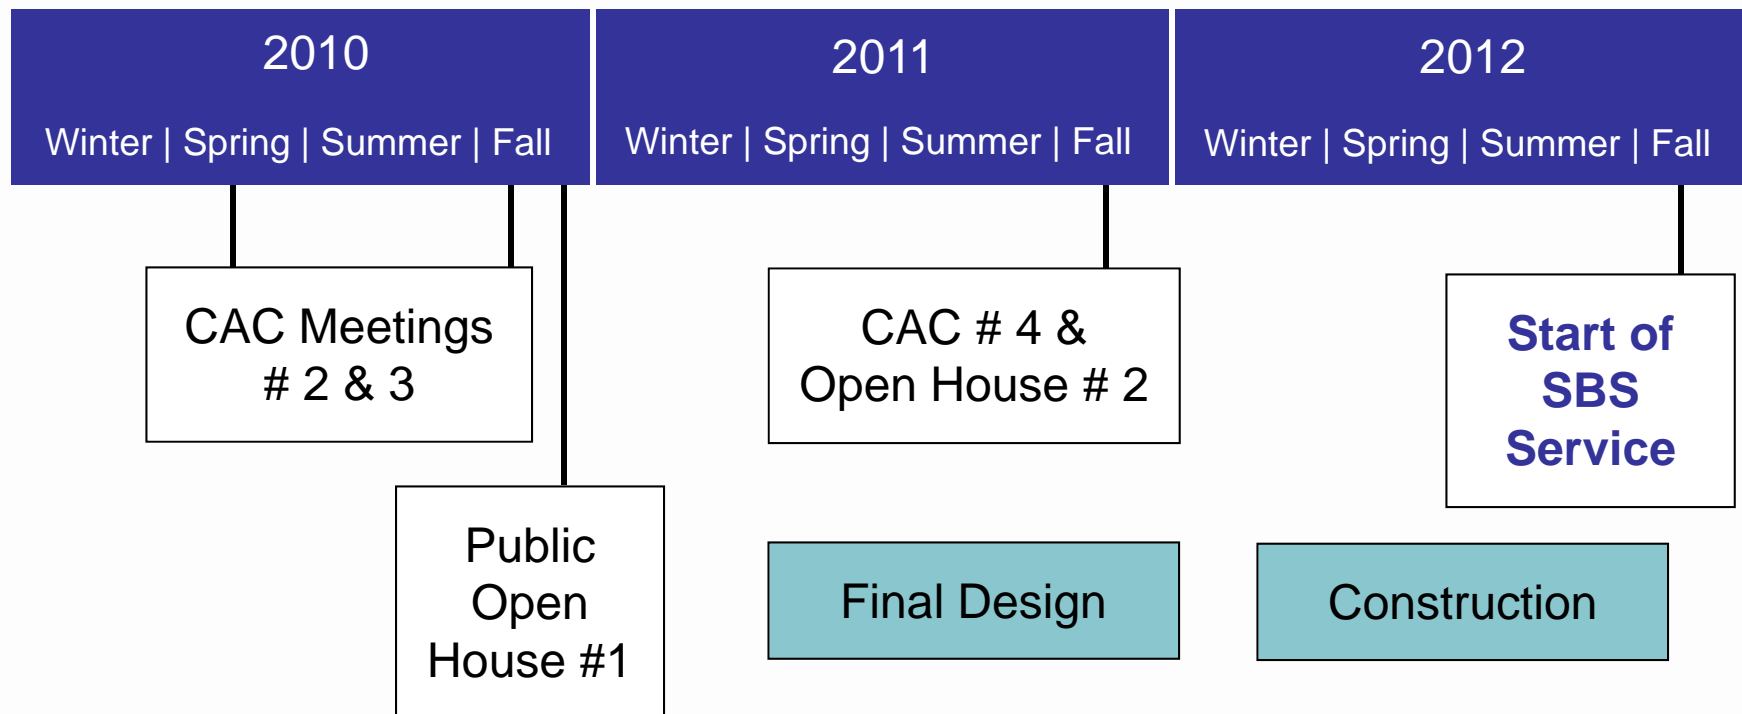 2010
Winter | Spring | Summer | Fall
2011
Winter | Spring | Summer | Fall
2012
Winter | Spring | Summer | Fall
CAC Meetings
# 2 & 3
CAC # 4 &
Open House # 2
Start of
SBS
Service
Public
Open
House #1
Final Design
Construction